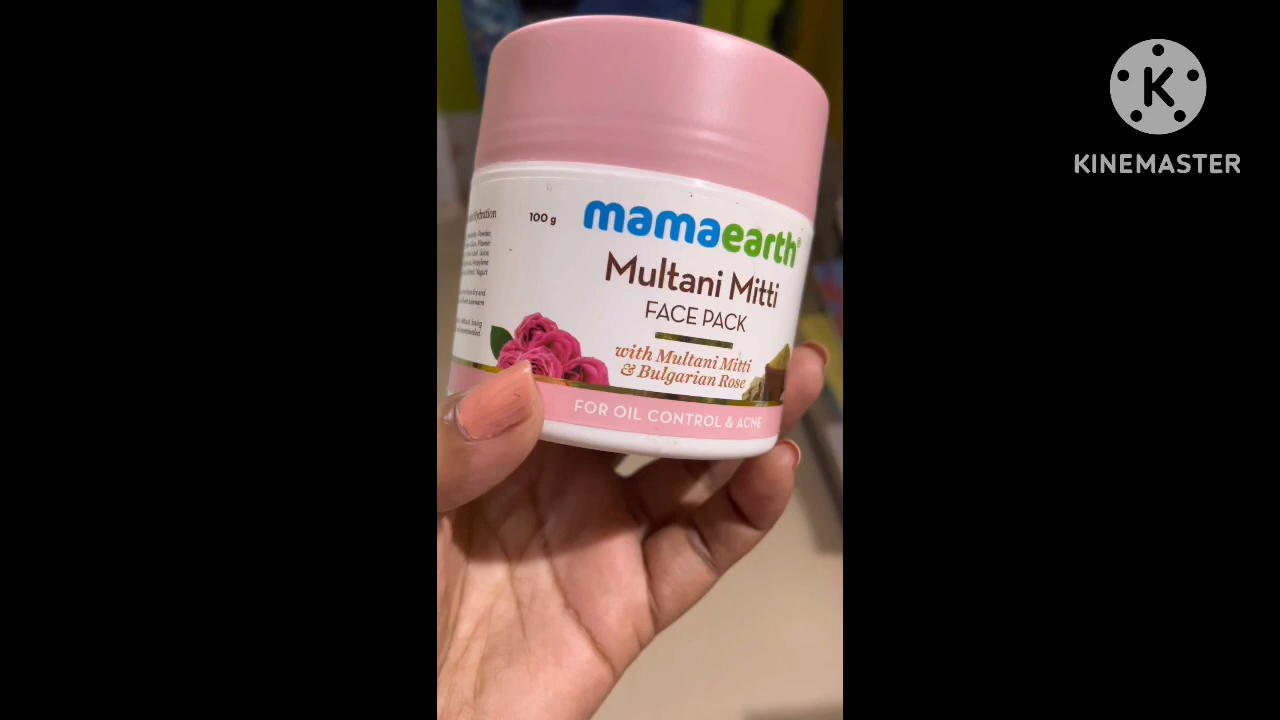 100 g
mamaearth®
Multani Mitti
FACE PACK
with Multani Mitti
& Bulgarian Rose
FOR OIL CONTROL & ACNE
K
KINEMASTER